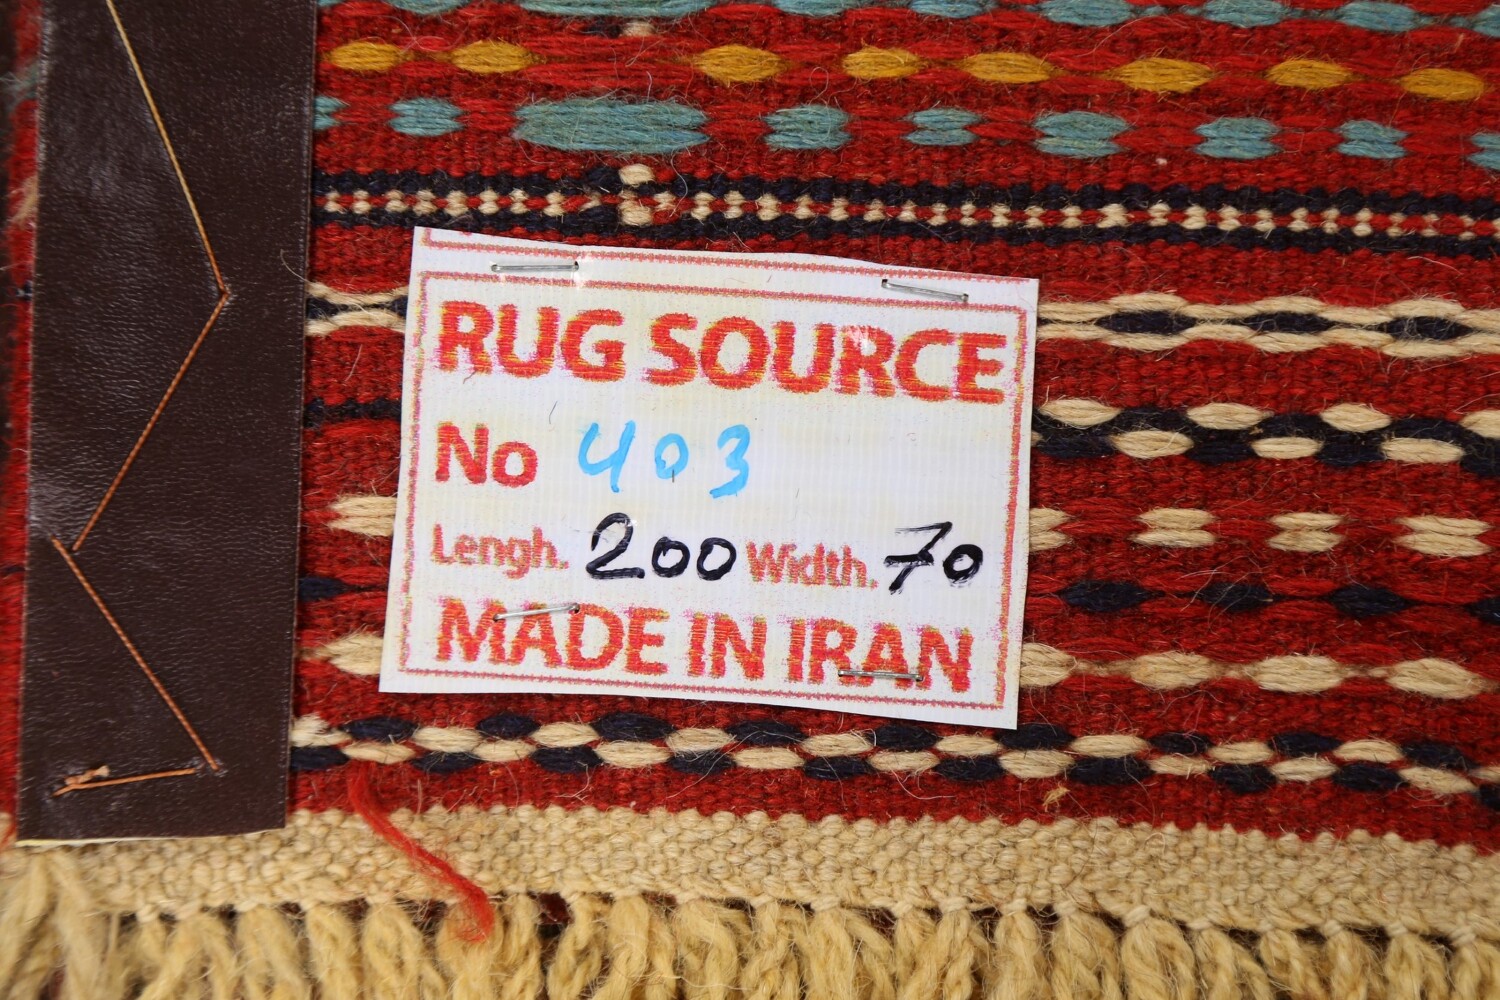 RUG SOURCE
No 403
Lengh. 200 Width. 70
MADE IN IRAN